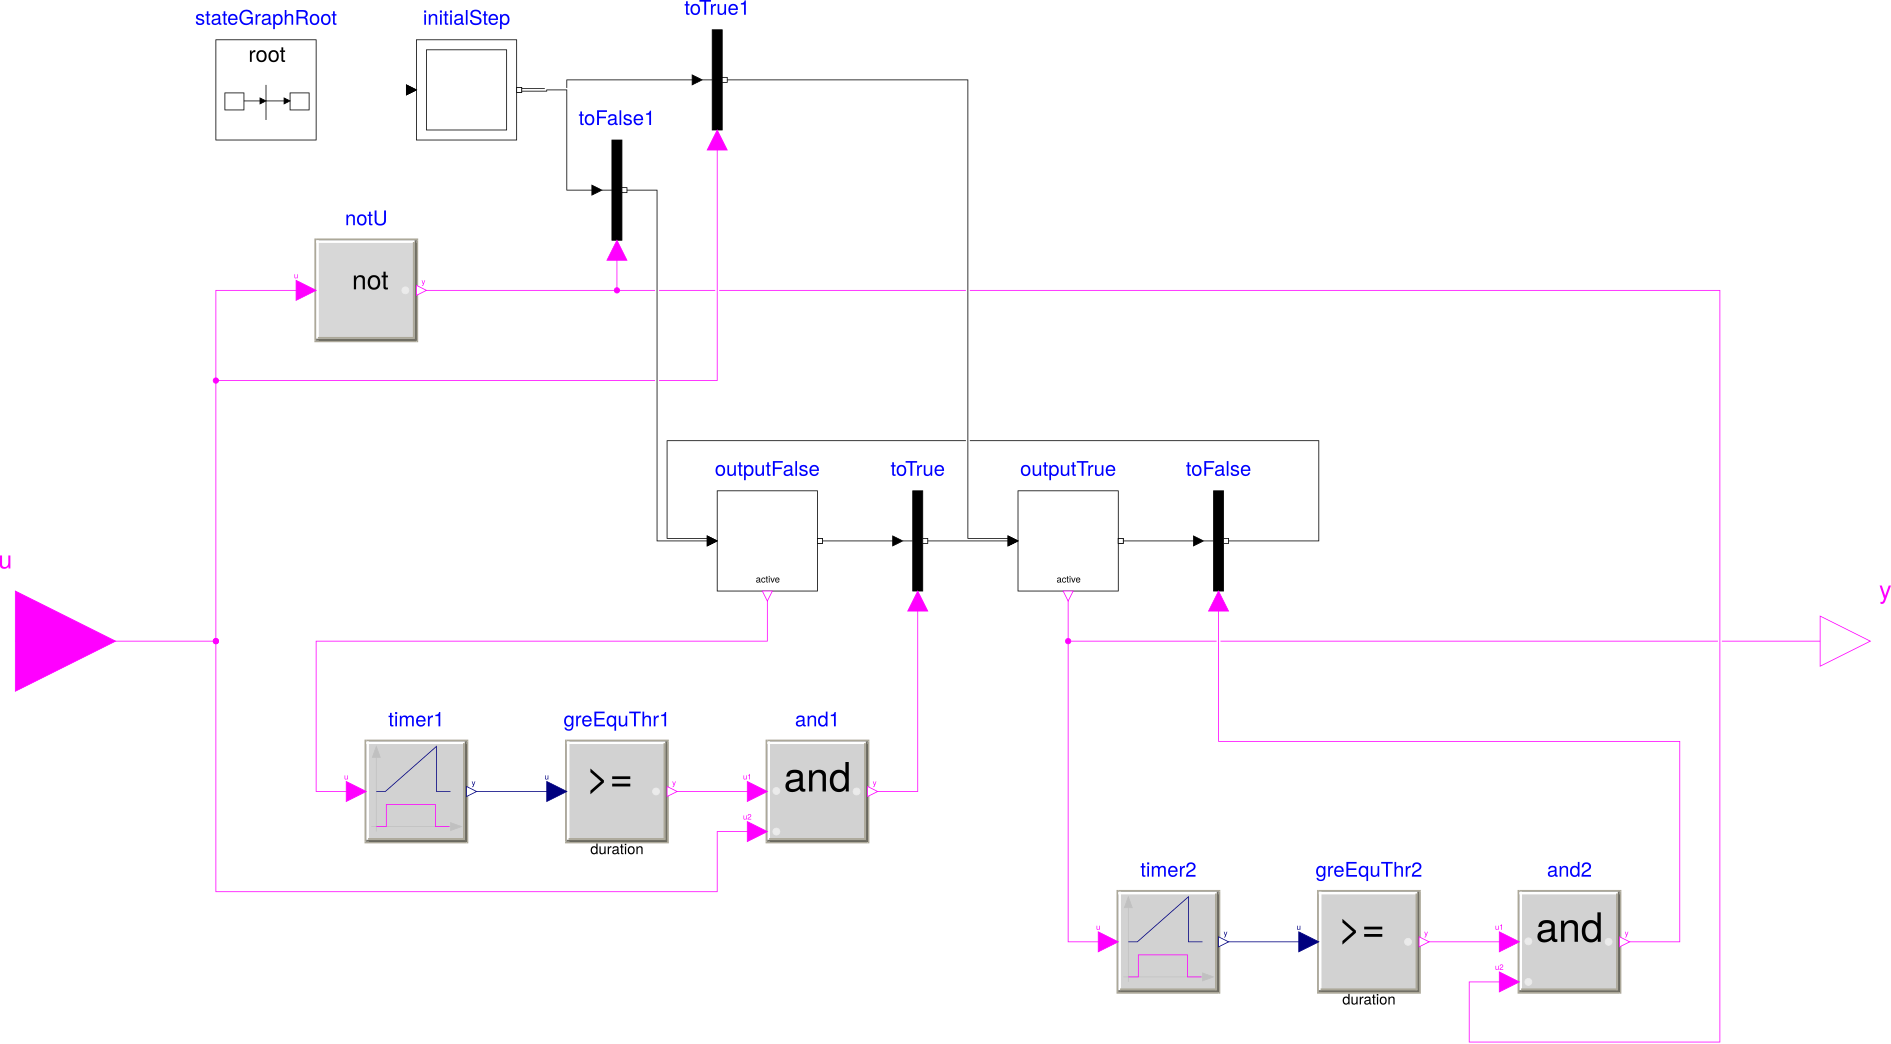 toTrue1
stateGraphRoot
initialStep
root
toFalse1
notU
not
u
y
outputFalse
toTrue
outputTrue
toFalse
active
active
u
y
timer1
greEquThr1
and1
u
y
u
>=
y
u1
u2
and
y
duration
timer2
greEquThr2
and2
u
y
u
>=
y
u1
u2
and
y
duration